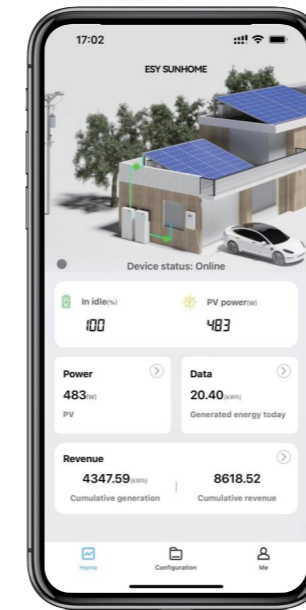 17:02
ESY SUNHOME
Device status: Online
In idle(%) PV power(w)
100 483
Power Data
483(W) 20.40(kWh)
PV Generated energy today
Revenue
4347.59(kWh) 8618.52
Cumulative generation Cumulative revenue
Home Configuration Me